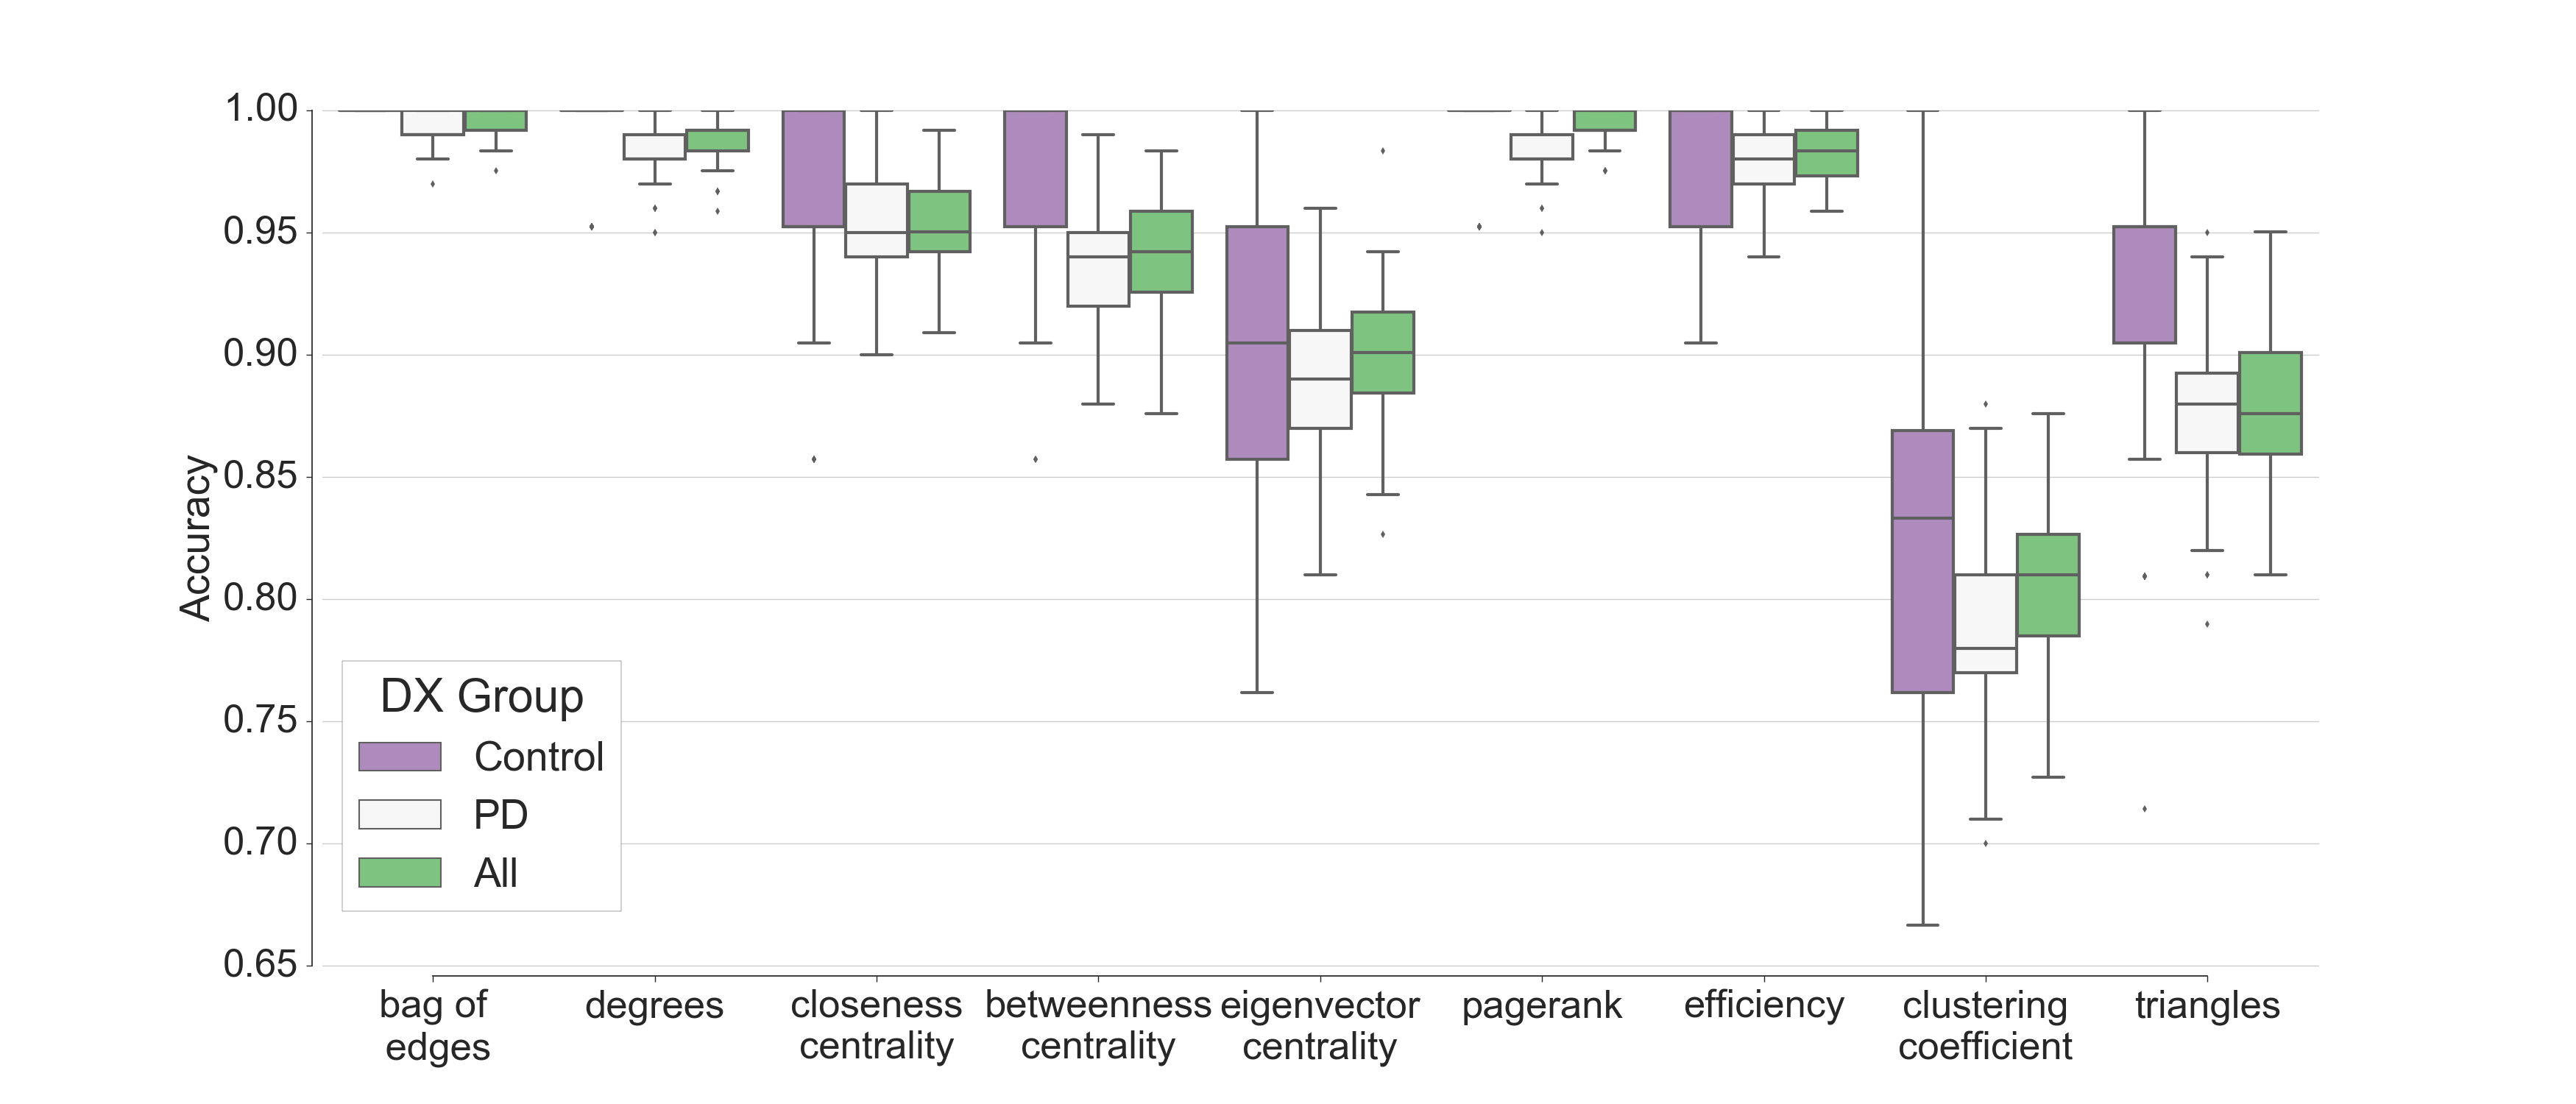 1.00
0.95
0.90
0.85
0.80
0.75
0.70
0.65
Accuracy
DX Group
Control
PD
All
bag of
edges
degrees
closeness
centrality
betweenness
centrality
eigenvector
centrality
pagerank
efficiency
clustering
coefficient
triangles